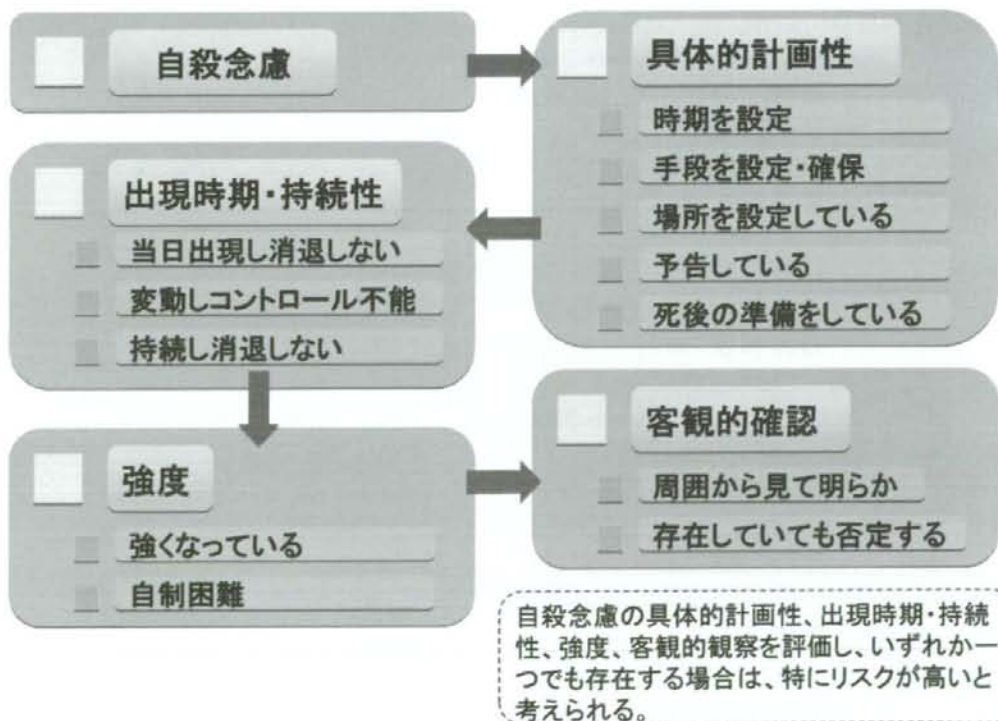 自殺念慮
具体的計画性
時期を設定
手段を設定・確保
場所を設定している
予告している
死後の準備をしている
出現時期・持続性
当日出現し消退しない
変動しコントロール不能
持続し消退しない
強度
強くなっている
自制困難
客観的確認
周囲から見て明らか
存在していても否定する
自殺念慮の具体的計画性、出現時期・持続
性、強度、客観的観察を評価し、いずれか一
つでも存在する場合は、特にリスクが高いと
考えられる。